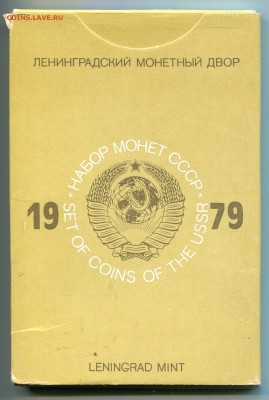 COINS.LAVE.RU
ЛЕНИНГРАДСКИЙ МОНЕТНЫЙ ДВОР
• НАБОР МОНЕТ СССР •
19 79
SET OF COINS OF THE USSR
LENINGRAD MINT